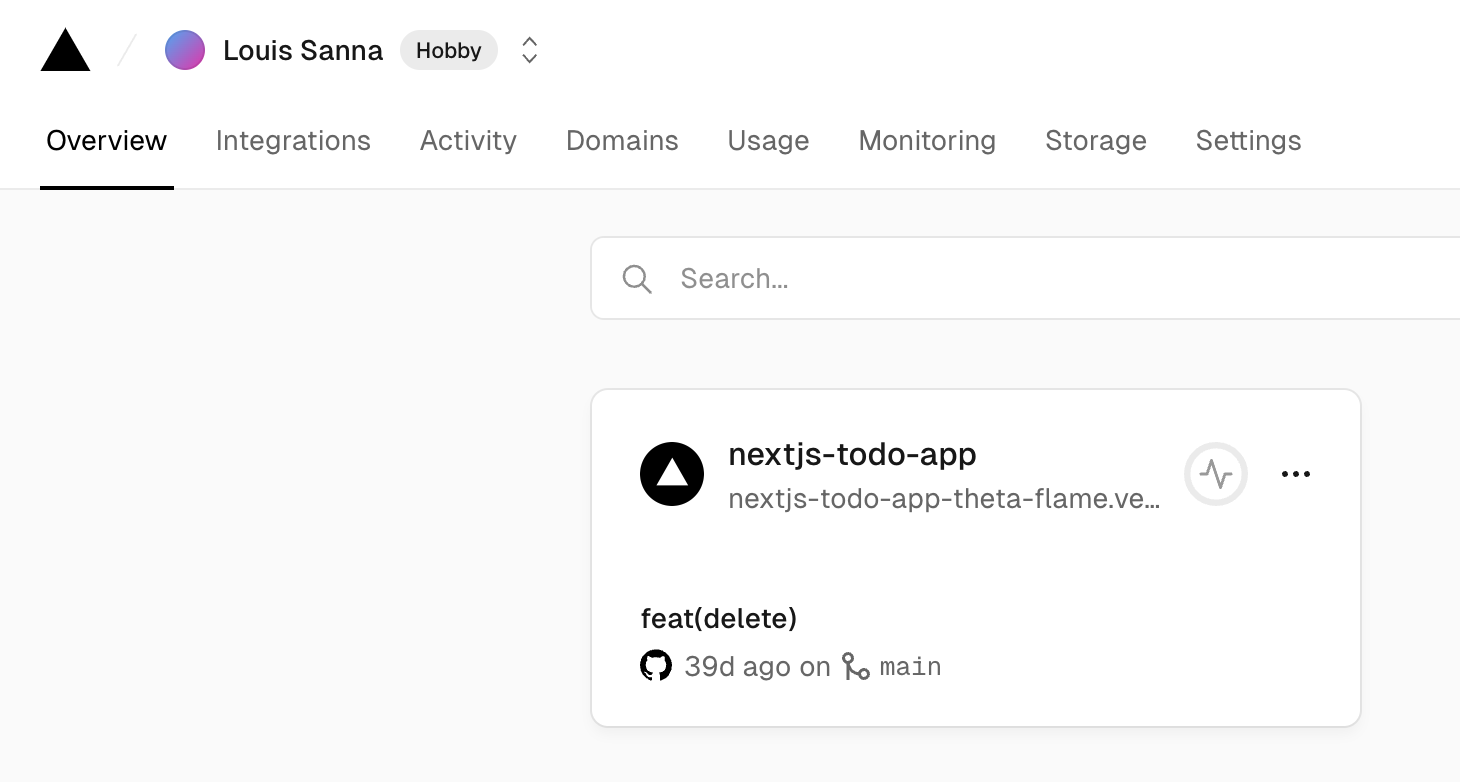 Louis Sanna Hobby
Overview Integrations Activity Domains Usage Monitoring Storage Settings
Search...
nextjs-todo-app
nextjs-todo-app-theta-flame.ve...
feat(delete)
39d ago on main